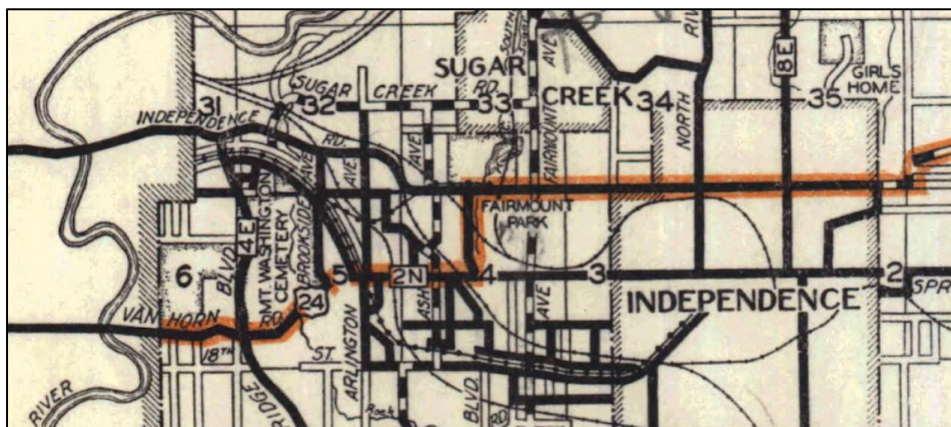 SUGAR
CREEK
SUGAR
CREEK
RD.
31
32
33
34
35
INDEPENDENCE
RD.
SOUTH
AVE
NORTH
RIV
8E
GIRLS
HOME
AVE
AVE
FAIRMOUNT
FAIRMOUNT
PARK
MT. WASHINGTON
CEMETERY
BROOKSIDE
AVE
6
4E
BLVD.
5
2N
4
3
2
24
ASH
AVE
INDEPENDENCE
SPR
VAN HORN
RD.
18TH
ST.
ARLINGTON
RIDGE
BLVD.
RD
Rock
RIVER